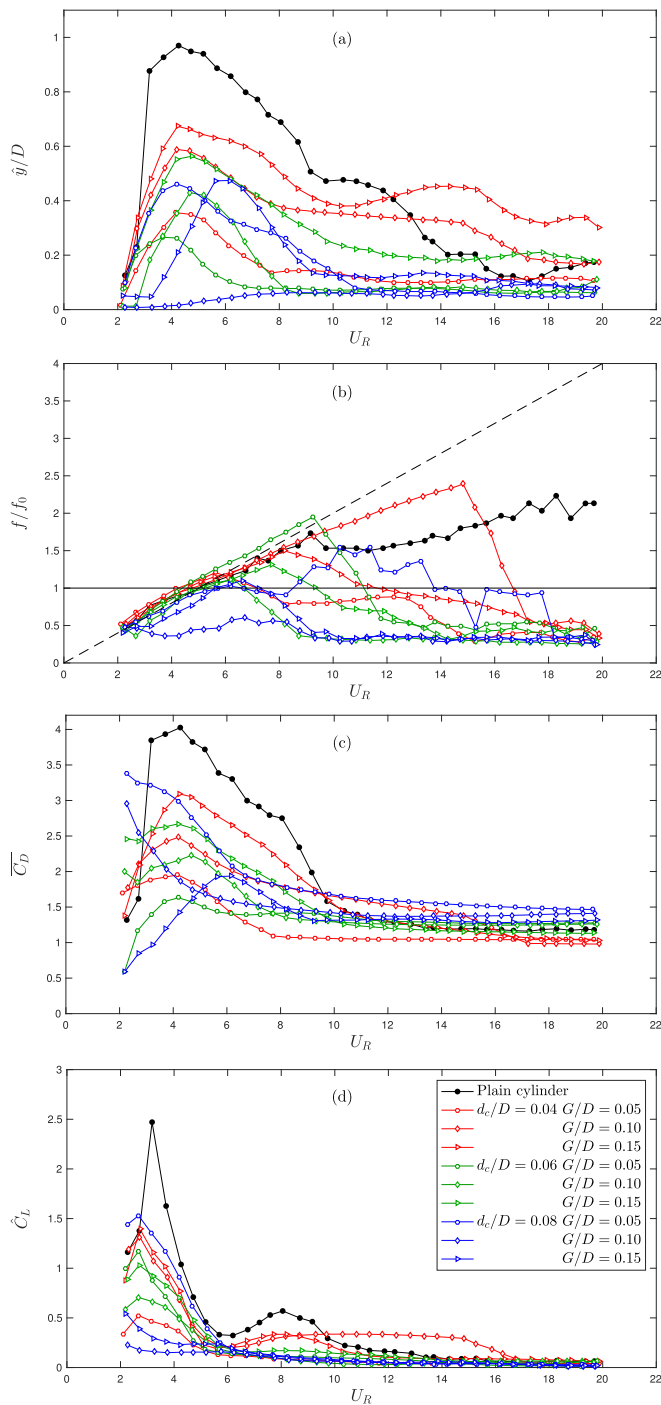 (a)
1
0.8
0.6
0.4
0.2
0
ŷ/D
0 2 4 6 8 10 12 14 16 18 20 22
U_R
(b)
4
3.5
3
2.5
2
1.5
1
0.5
0
f/f_0
0 2 4 6 8 10 12 14 16 18 20 22
U_R
(c)
4
3.5
3
2.5
2
1.5
1
0.5
0
\overline{C_D}
0 2 4 6 8 10 12 14 16 18 20 22
U_R
(d)
3
2.5
2
1.5
1
0.5
0
Ĉ_L
Plain cylinder
d_c/D = 0.04 G/D = 0.05
G/D = 0.10
G/D = 0.15
d_c/D = 0.06 G/D = 0.05
G/D = 0.10
G/D = 0.15
d_c/D = 0.08 G/D = 0.05
G/D = 0.10
G/D = 0.15
0 2 4 6 8 10 12 14 16 18 20 22
U_R